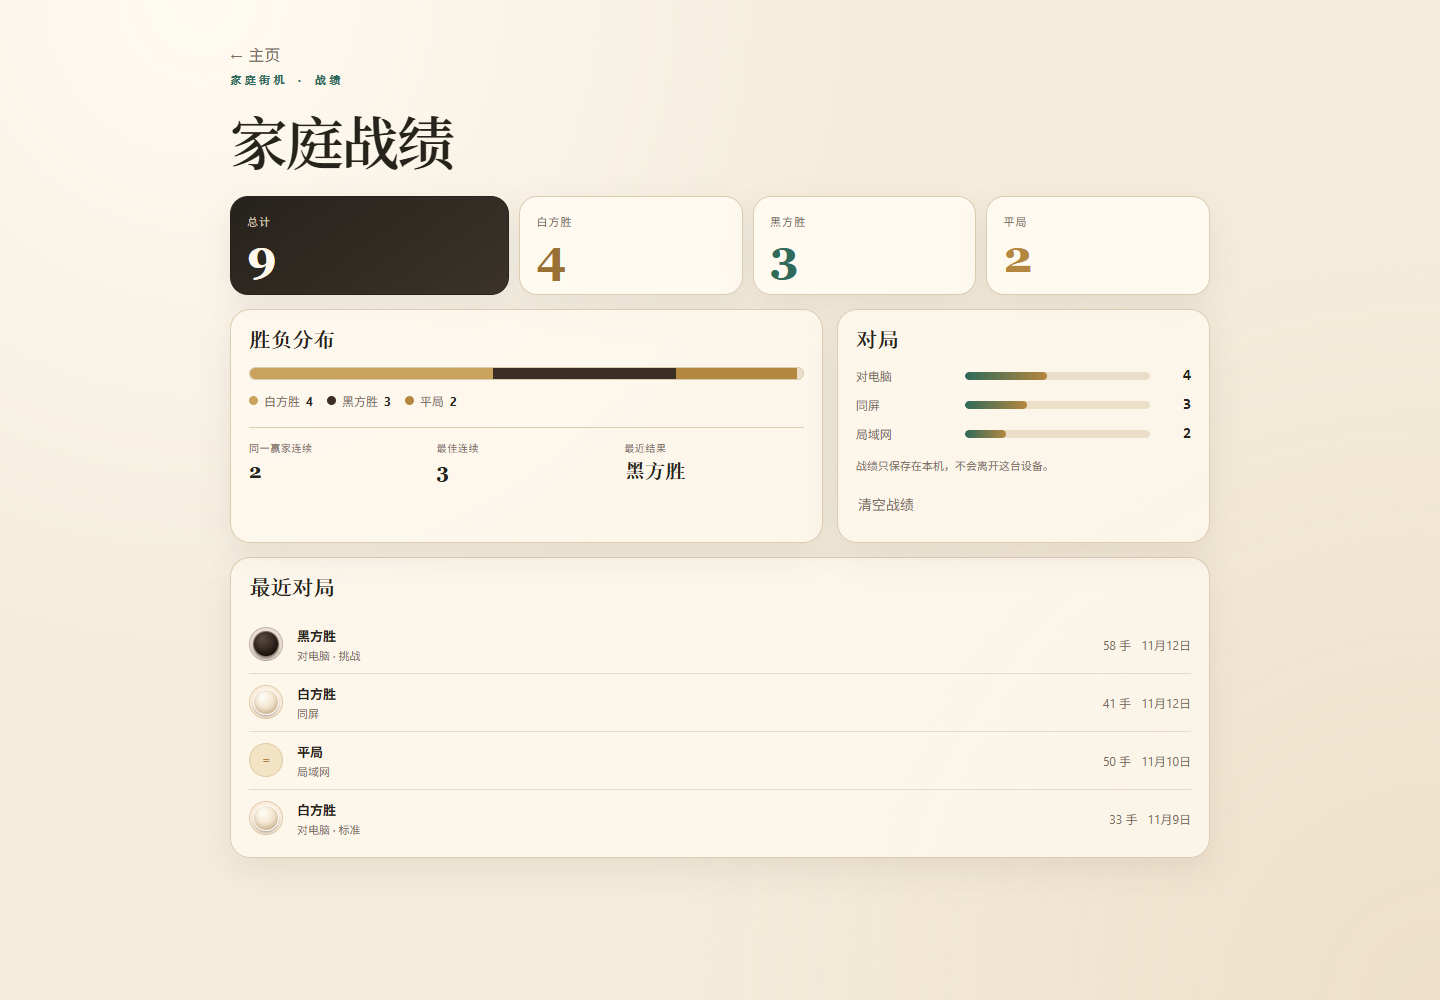 ← 主页
家庭街机 · 战绩
家庭战绩
总计
9
白方胜
4
黑方胜
3
平局
2
胜负分布
白方胜 4 黑方胜 3 平局 2
同一赢家连续
2
最佳连续
3
最近结果
黑方胜
对局
对电脑 4
同屏 3
局域网 2
战绩只保存在本机，不会离开这台设备。
清空战绩
最近对局
黑方胜
对电脑 · 挑战
58 手 11月12日
白方胜
同屏
41 手 11月12日
=
平局
局域网
50 手 11月10日
白方胜
对电脑 · 标准
33 手 11月9日